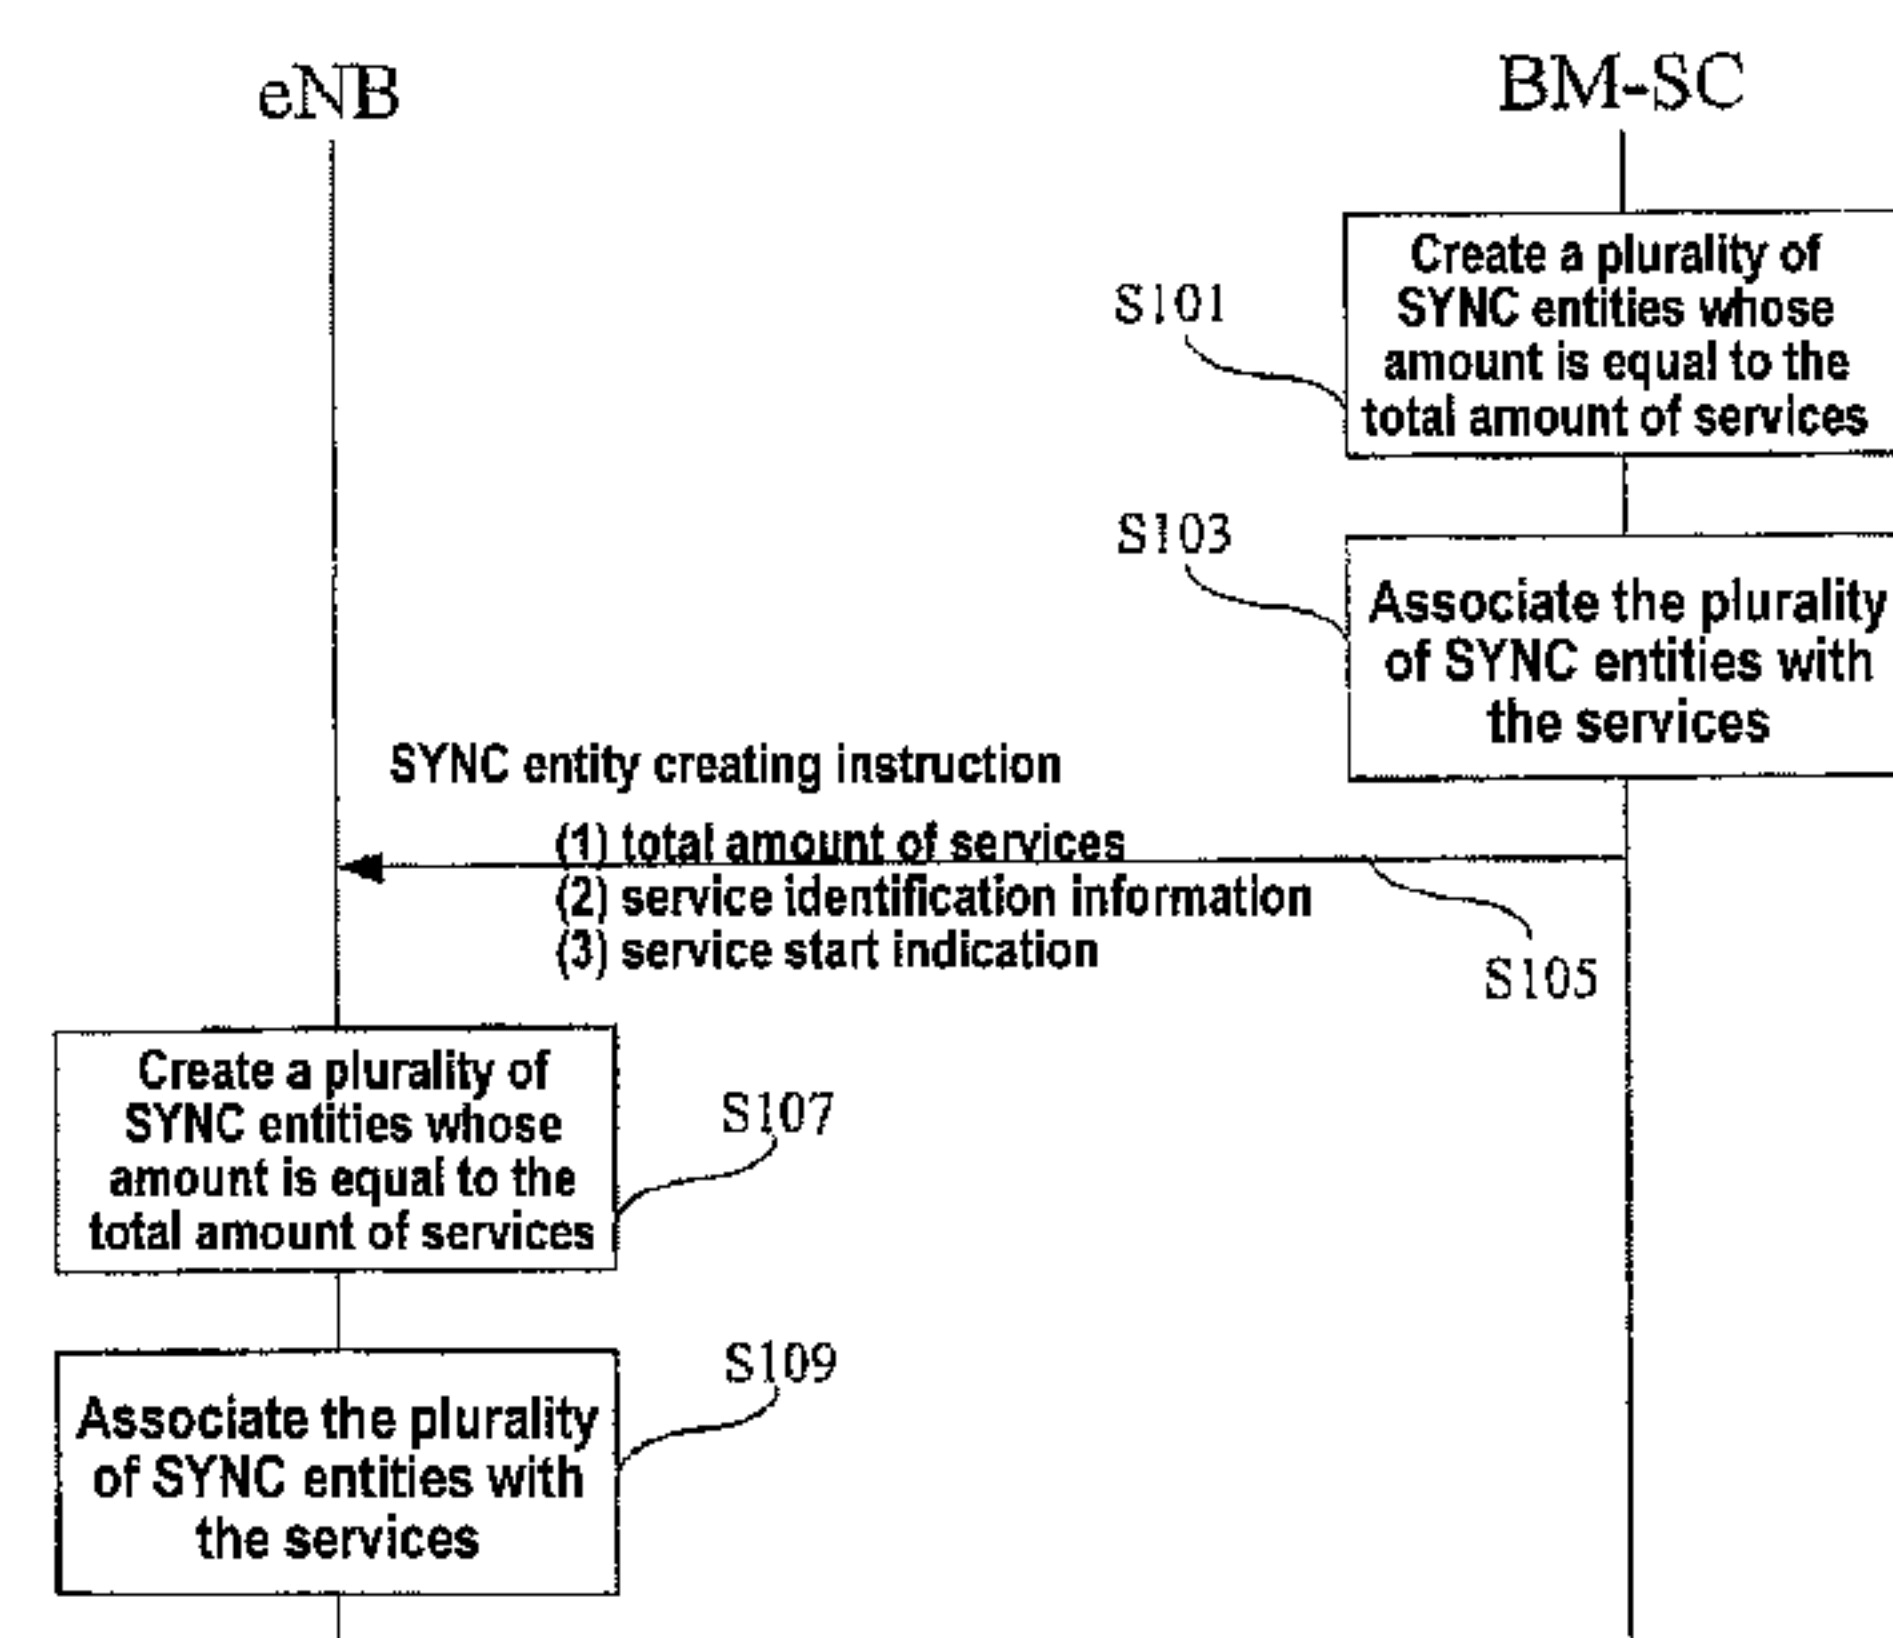 eNB
BM-SC
Create a plurality of
SYNC entities whose
amount is equal to the
total amount of services
S101
S103
Associate the plurality
of SYNC entities with
the services
SYNC entity creating instruction
(1) total amount of services
(2) service identification information
(3) service start indication
S105
Create a plurality of
SYNC entities whose
amount is equal to the
total amount of services
S107
S109
Associate the plurality
of SYNC entities with
the services